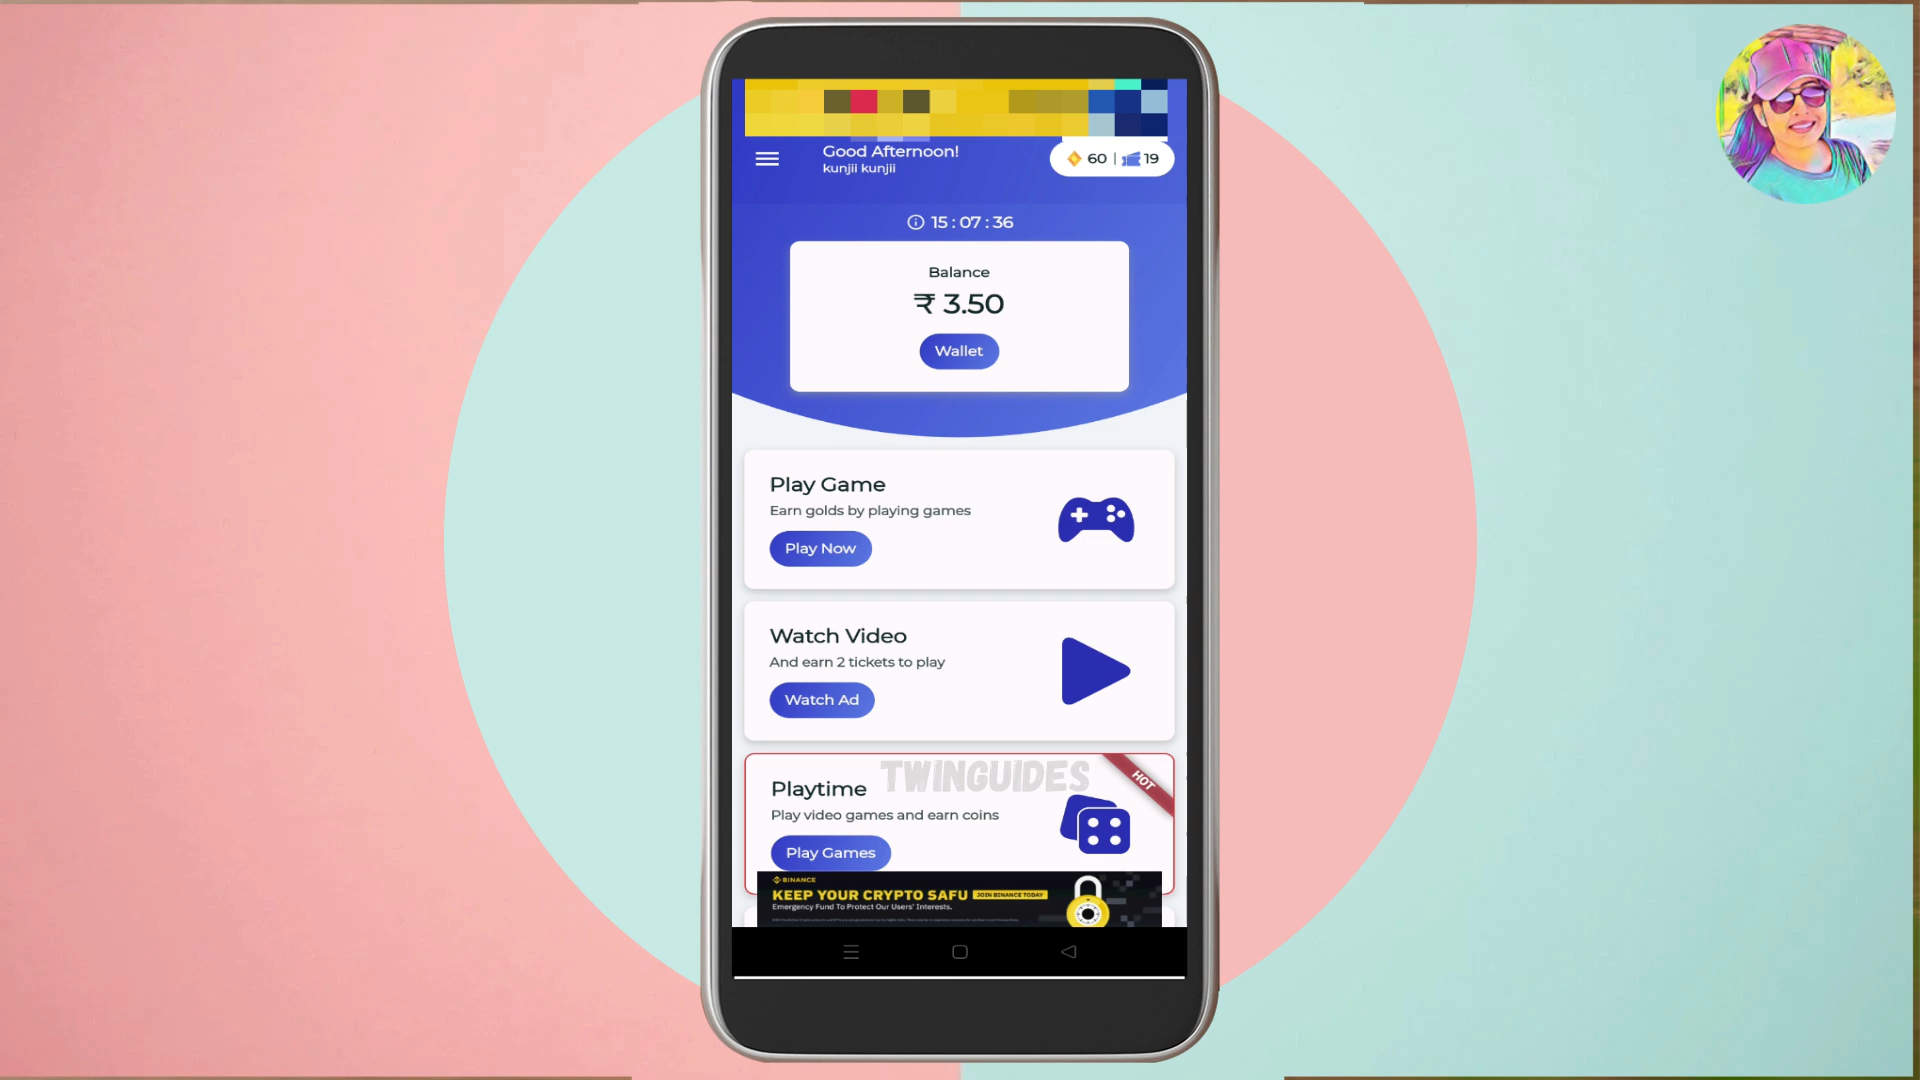 Good Afternoon!
kunjii kunjii
60 | 19
15 : 07 : 36
Balance
₹ 3.50
Wallet
Play Game
Earn golds by playing games
Play Now
Watch Video
And earn 2 tickets to play
Watch Ad
TWINGUIDES
HOT
Playtime
Play video games and earn coins
Play Games
BINANCE
KEEP YOUR CRYPTO SAFU JOIN BINANCE TODAY
Emergency Fund To Protect Our Users' Interests.